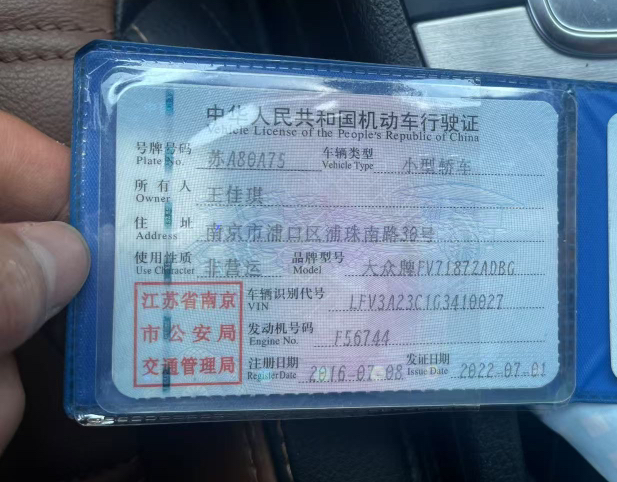 中华人民共和国机动车行驶证
Vehicle License of the People's Republic of China
号牌号码 Plate No. 苏A80A75 车辆类型 Vehicle Type 小型轿车
所有人 Owner 王佳琪
住址 Address 南京市浦口区浦珠南路30号
使用性质 Use Character 非营运 品牌型号 Model 大众牌FV71872ADBG
江苏省南京市公安局交通管理局
车辆识别代号 VIN LFV3A23C1G3410027
发动机号码 Engine No. F56744
注册日期 Register Date 2016-07-08 发证日期 Issue Date 2022-07-01